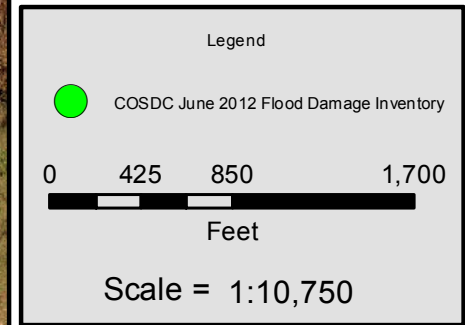 Legend
COSDC June 2012 Flood Damage Inventory
0 425 850 1,700
Feet
Scale = 1:10,750